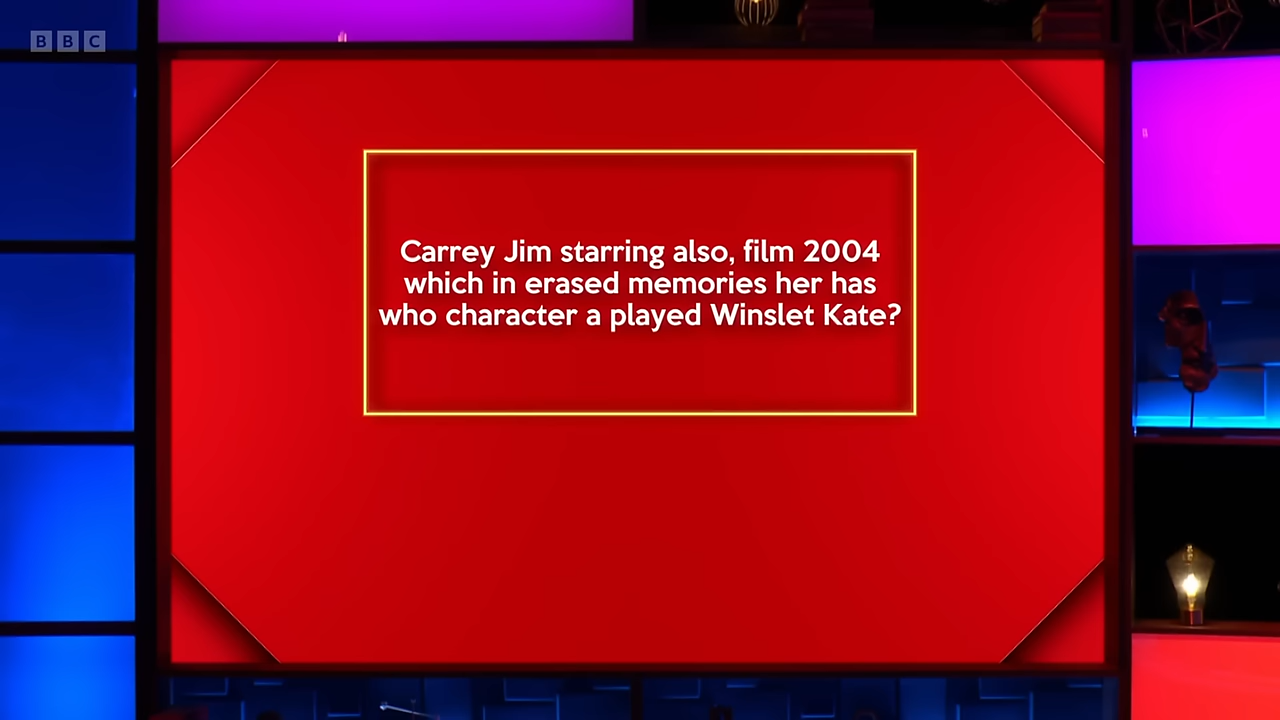 BBC
Carrey Jim starring also, film 2004
which in erased memories her has
who character a played Winslet Kate?